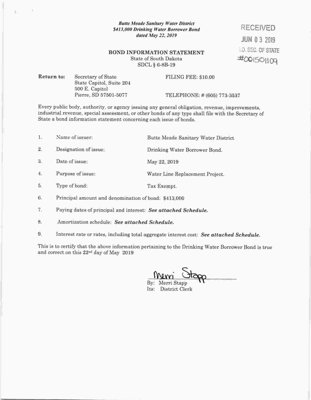 Butte Meade Sanitary Water District
$413,000 Drinking Water Borrower Bond
dated May 22, 2019
RECEIVED
JUN 03 2019
S.D. SEC. OF STATE
BOND INFORMATION STATEMENT
State of South Dakota
SDCL § 6-8B-19
Return to: Secretary of State FILING FEE: $10.00
State Capitol, Suite 204
500 E. Capitol
Pierre, SD 57501-5077 TELEPHONE: # (605) 773-3537
Every public body, authority, or agency issuing any general obligation, revenue, improvements,
industrial revenue, special assessment, or other bonds of any type shall file with the Secretary of
State a bond information statement concerning each issue of bonds.
1. Name of issuer: Butte Meade Sanitary Water District.
2. Designation of issue: Drinking Water Borrower Bond.
3. Date of issue: May 22, 2019
4. Purpose of issue: Water Line Replacement Project.
5. Type of bond: Tax Exempt.
6. Principal amount and denomination of bond: $413,000
7. Paying dates of principal and interest: See attached Schedule.
8. Amortization schedule: See attached Schedule.
9. Interest rate or rates, including total aggregate interest cost: See attached Schedule.
This is to certify that the above information pertaining to the Drinking Water Borrower Bond is true
and correct on this 22nd day of May 2019
Merri Stapp
By: Merri Stapp
Its: District Clerk